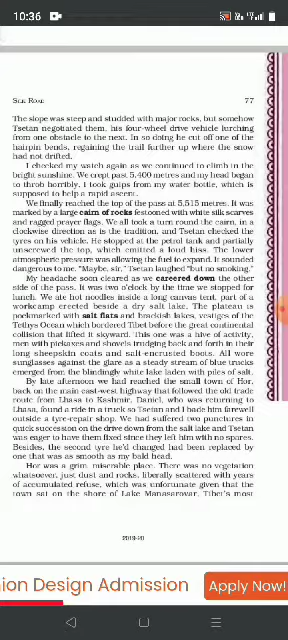 10:36
SILK ROAD 77
The slope was steep and studded with major rocks, but somehow
Tsetan negotiated them, his four-wheel drive vehicle lurching
from one obstacle to the next. In so doing he cut off one of the
hairpin bends, regaining the trail further up where the snow
had not drifted.
I checked my watch again as we continued to climb in the
bright sunshine. We crept past 5,400 metres and my head began
to throb horribly. I took gulps from my water bottle, which is
supposed to help a rapid ascent.
We finally reached the top of the pass at 5,515 metres. It was
marked by a large cairn of rocks festooned with white silk scarves
and ragged prayer flags. We all took a turn round the cairn, in a
clockwise direction as is the tradition, and Tsetan checked the
tyres on his vehicle. He stopped at the petrol tank and partially
unscrewed the top, which emitted a loud hiss. The lower
atmospheric pressure was allowing the fuel to expand. It sounded
dangerous to me. "Maybe, sir," Tsetan laughed "but no smoking."
My headache soon cleared as we careered down the other
side of the pass. It was two o'clock by the time we stopped for
lunch. We ate hot noodles inside a long canvas tent, part of a
workcamp erected beside a dry salt lake. The plateau is
pockmarked with salt flats and brackish lakes, vestiges of the
Tethys Ocean which bordered Tibet before the great continental
collision that lifted it skyward. This one was a hive of activity,
men with pickaxes and shovels trudging back and forth in their
long sheepskin coats and salt-encrusted boots. All wore
sunglasses against the glare as a steady stream of blue trucks
emerged from the blindingly white lake laden with piles of salt.
By late afternoon we had reached the small town of Hor,
back on the main east-west highway that followed the old trade
route from Lhasa to Kashmir. Daniel, who was returning to
Lhasa, found a ride in a truck so Tsetan and I bade him farewell
outside a tyre-repair shop. We had suffered two punctures in
quick succession on the drive down from the salt lake and Tsetan
was eager to have them fixed since they left him with no spares.
Besides, the second tyre he'd changed had been replaced by
one that was as smooth as my bald head.
Hor was a grim, miserable place. There was no vegetation
whatsoever, just dust and rocks, liberally scattered with years
of accumulated refuse, which was unfortunate given that the
town sat on the shore of Lake Manasarovar, Tibet's most
2019-20
ion Design Admission Apply Now!